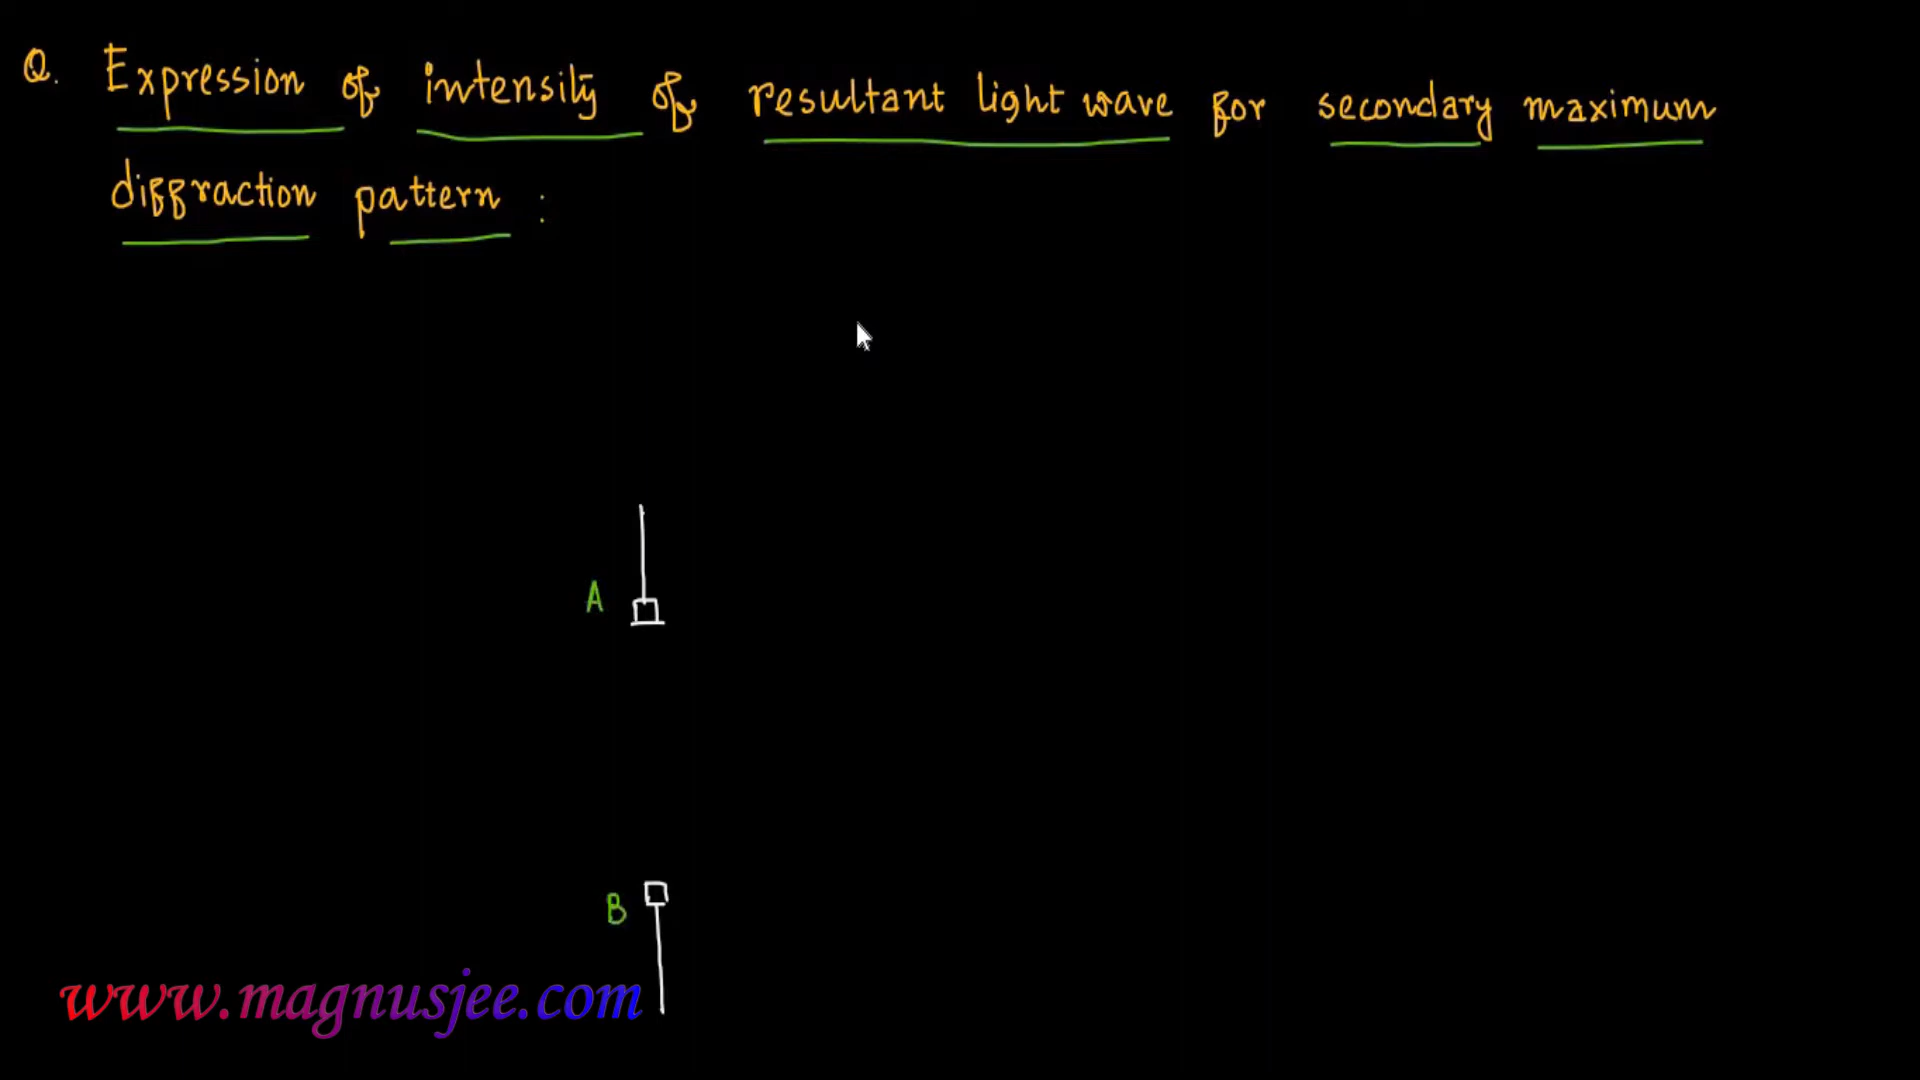 Q. Expression of intensity of resultant light wave for secondary maximum
diffraction pattern :
A
B
www.magnusjee.com